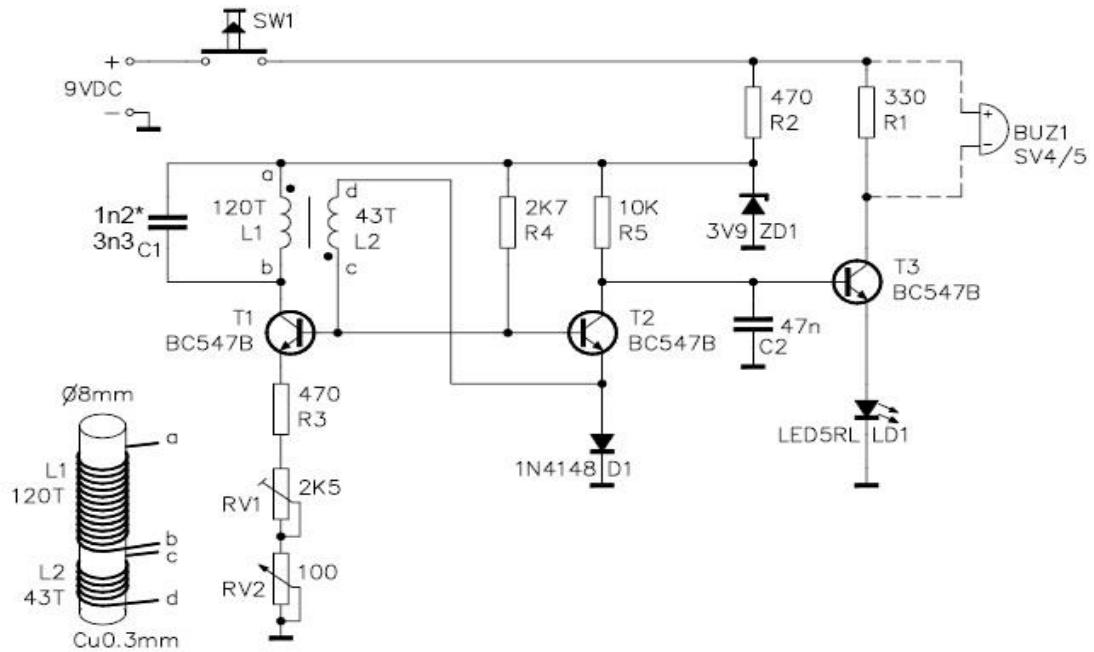 SW1
+
9VDC
−
470
R2
330
R1
+
−
BUZ1
SV4/5
a
d
1n2*
3n3
C1
120T
L1
43T
L2
2K7
R4
10K
R5
3V9
ZD1
b
c
T1
BC547B
T2
BC547B
47n
C2
T3
BC547B
Ø8mm
a
L1
120T
b
c
L2
43T
d
Cu0.3mm
470
R3
2K5
RV1
100
RV2
1N4148
D1
LED5RL
LD1